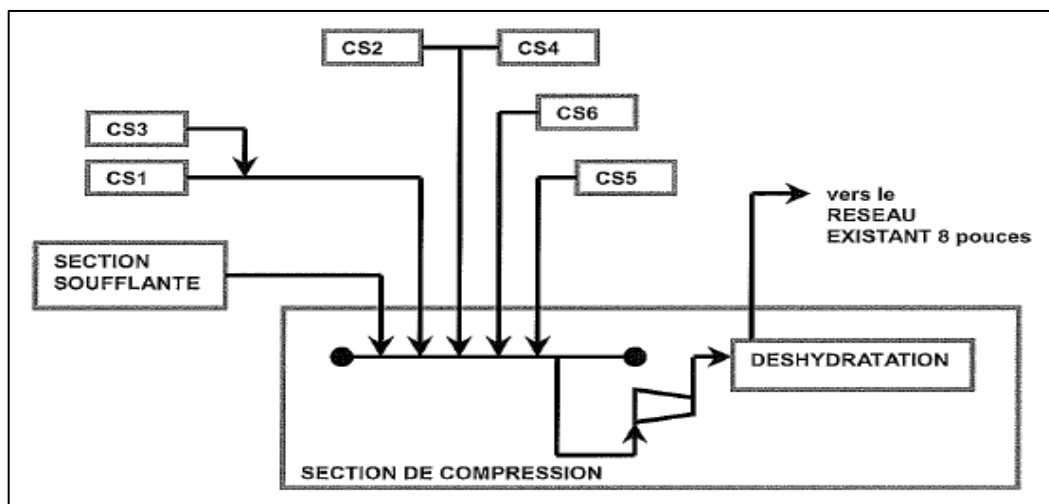 CS2
CS4
CS6
CS3
CS1
CS5
vers le
RESEAU
EXISTANT 8 pouces
SECTION
SOUFFLANTE
DESHYDRATATION
SECTION DE COMPRESSION